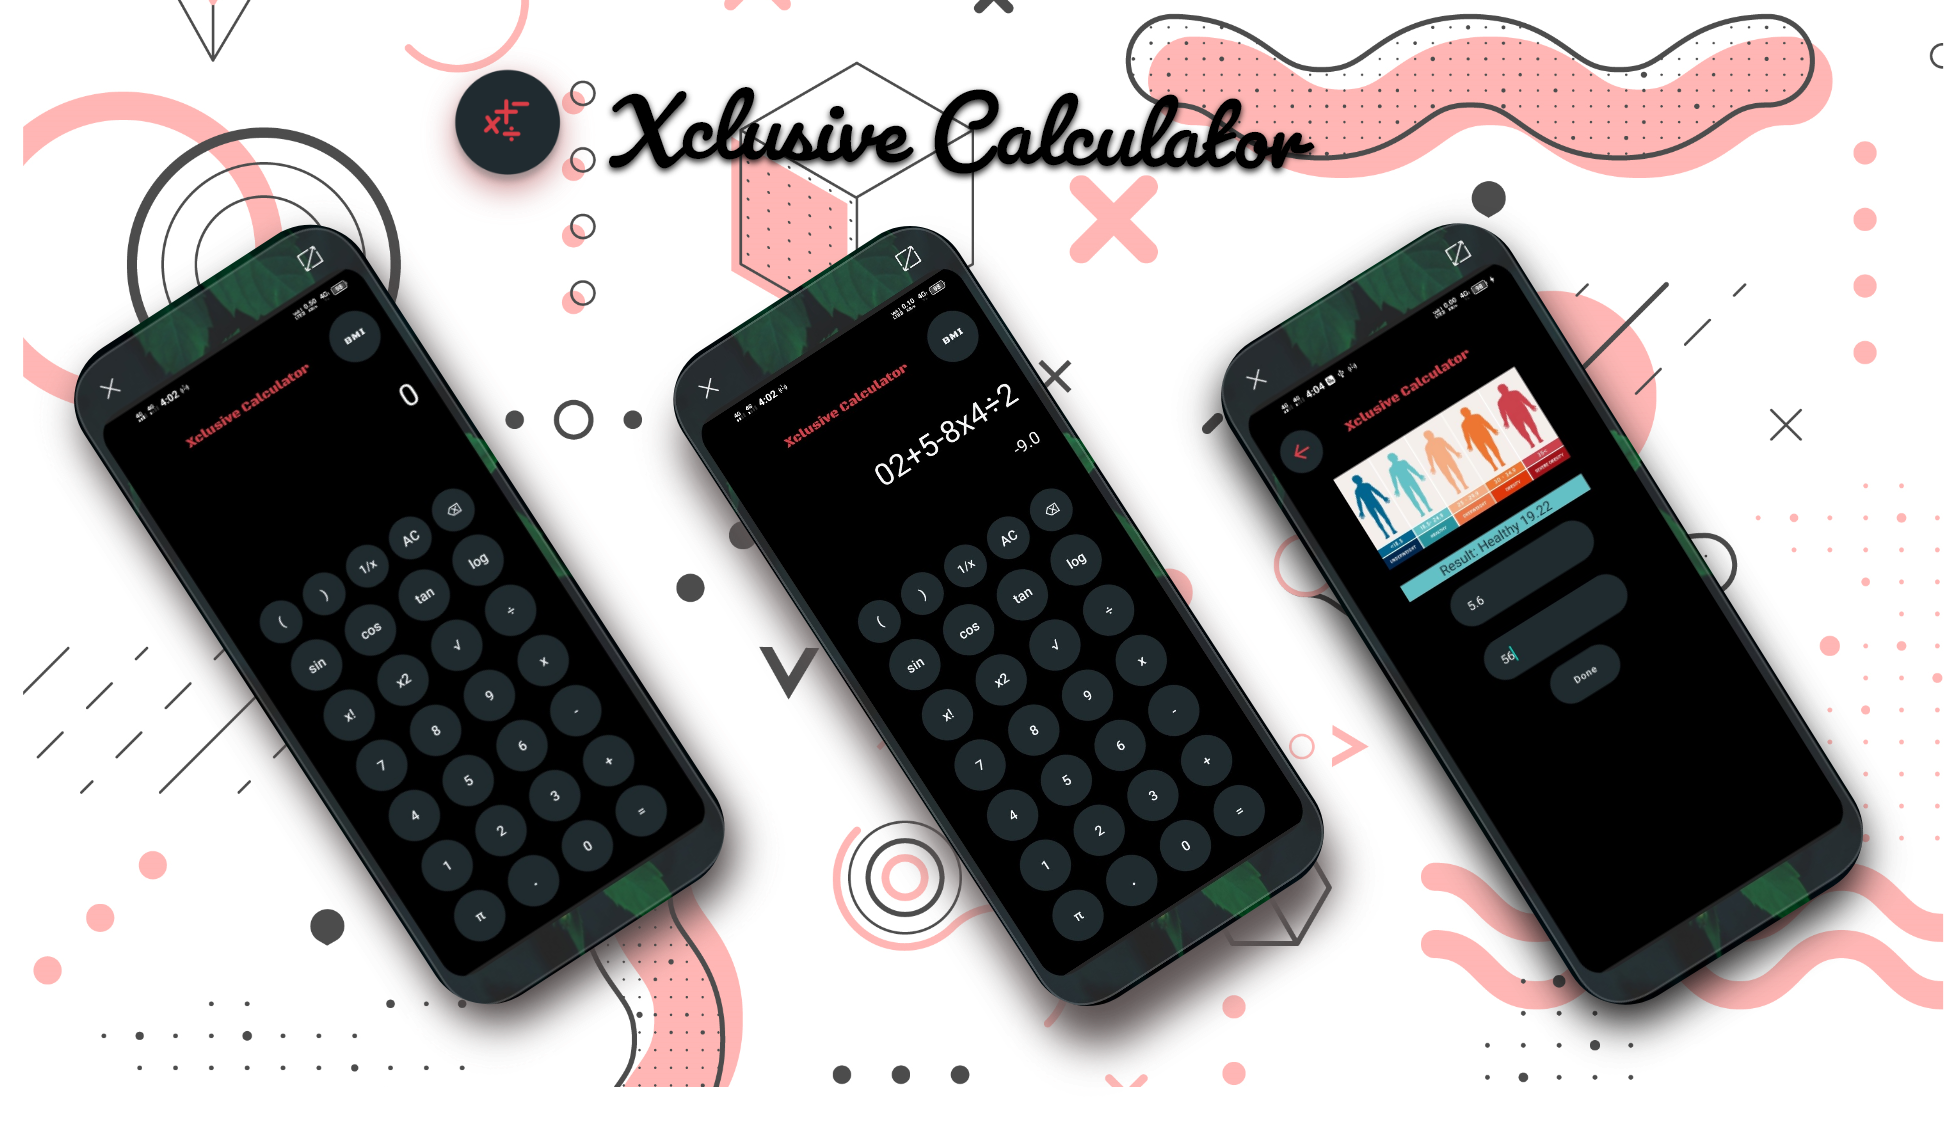 Xclusive Calculator
4:02
BMI
Xclusive Calculator
0
( ) 1/x AC
sin cos tan log
x! x2 √ ÷
7 8 9 x
4 5 6 -
1 2 3 +
π . 0 =
4:02
BMI
Xclusive Calculator
02+5-8x4÷2
-9.0
( ) 1/x AC
sin cos tan log
x! x2 √ ÷
7 8 9 x
4 5 6 -
1 2 3 +
π . 0 =
4:04
Xclusive Calculator
Result: Healthy 19.22
5.6
56
Done